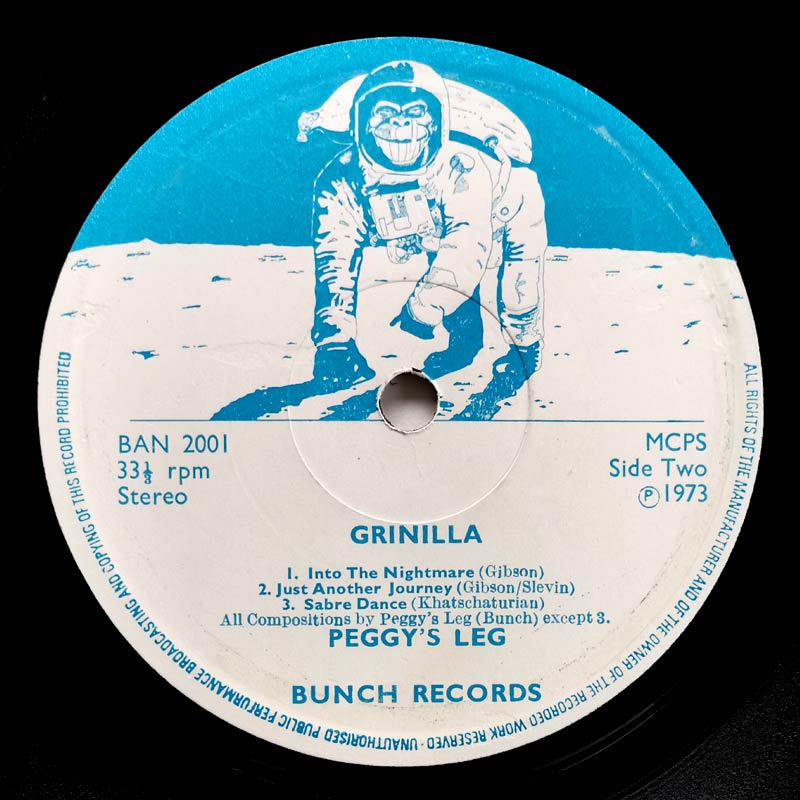 BAN 2001
33⅓ rpm
Stereo
MCPS
Side Two
Ⓟ 1973
GRINILLA
1. Into The Nightmare (Gibson)
2. Just Another Journey (Gibson/Slevin)
3. Sabre Dance (Khatschaturian)
All Compositions by Peggy's Leg (Bunch) except 3.
PEGGY'S LEG
BUNCH RECORDS
ALL RIGHTS OF THE MANUFACTURER AND OF THE OWNER OF THE RECORDED WORK RESERVED · UNAUTHORISED PUBLIC PERFURMANCE BROADCASTING AND COPYING OF THIS RECORD PROHIBITED